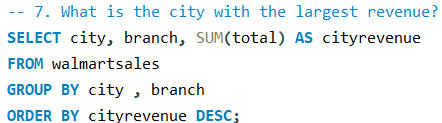 -- 7. What is the city with the largest revenue?
SELECT city, branch, SUM(total) AS cityrevenue
FROM walmartsales
GROUP BY city , branch
ORDER BY cityrevenue DESC;